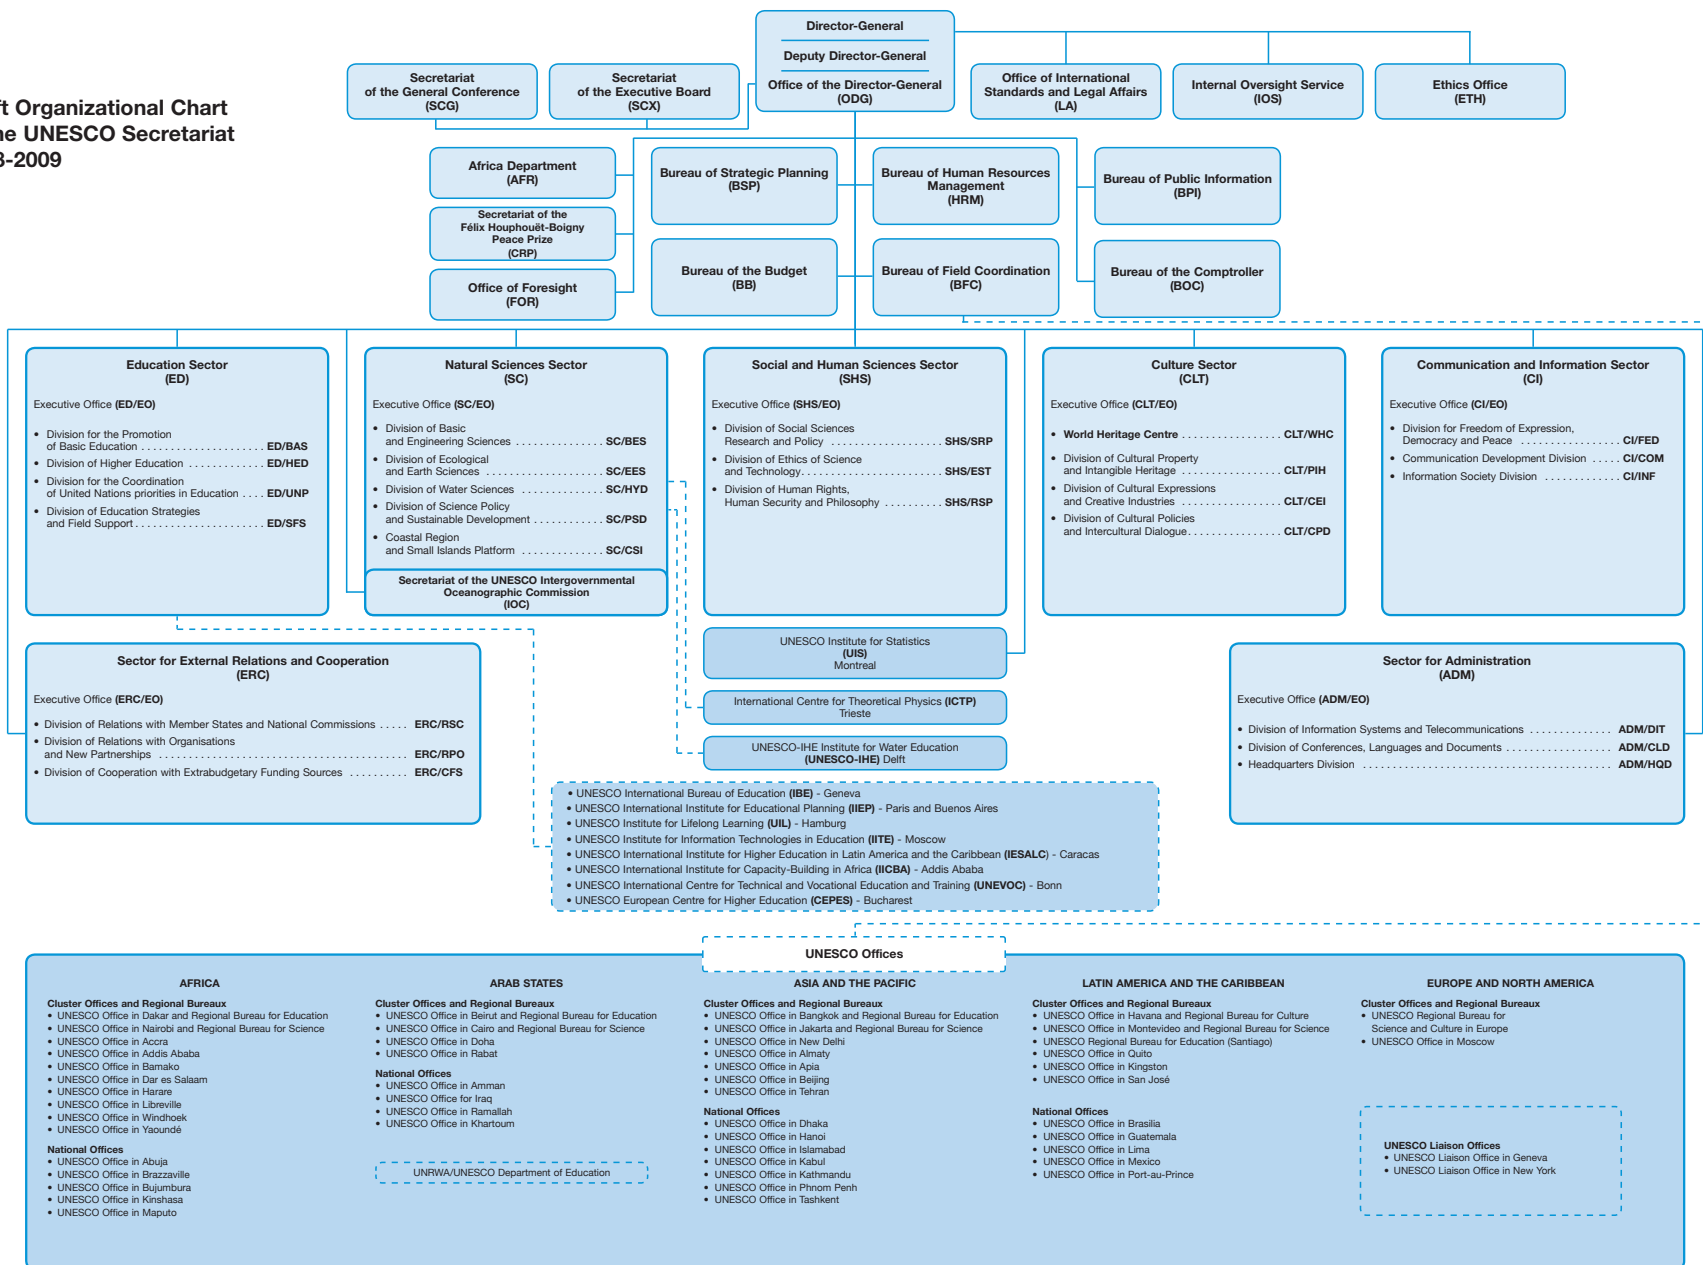 Director-General
Deputy Director-General
Office of the Director-General
(ODG)
Secretariat
of the General Conference
(SCG)
Secretariat
of the Executive Board
(SCX)
Office of International
Standards and Legal Affairs
(LA)
Internal Oversight Service
(IOS)
Ethics Office
(ETH)
ft Organizational Chart
ne UNESCO Secretariat
3-2009
Africa Department
(AFR)
Secretariat of the
Félix Houphouët-Boigny
Peace Prize
(CRP)
Office of Foresight
(FOR)
Bureau of Strategic Planning
(BSP)
Bureau of Human Resources
Management
(HRM)
Bureau of Public Information
(BPI)
Bureau of the Budget
(BB)
Bureau of Field Coordination
(BFC)
Bureau of the Comptroller
(BOC)
Education Sector
(ED)
Executive Office (ED/EO)
• Division for the Promotion
of Basic Education . . . . . . . . . . . . . . . . . . ED/BAS
• Division of Higher Education . . . . . . . . . . . . ED/HED
• Division for the Coordination
of United Nations priorities in Education . . . . ED/UNP
• Division of Education Strategies
and Field Support . . . . . . . . . . . . . . . . . . . ED/SFS
Natural Sciences Sector
(SC)
Executive Office (SC/EO)
• Division of Basic
and Engineering Sciences . . . . . . . . . . . . . SC/BES
• Division of Ecological
and Earth Sciences . . . . . . . . . . . . . . . . . SC/EES
• Division of Water Sciences . . . . . . . . . . . . . SC/HYD
• Division of Science Policy
and Sustainable Development . . . . . . . . . . SC/PSD
• Coastal Region
and Small Islands Platform . . . . . . . . . . . . . SC/CSI
Secretariat of the UNESCO Intergovernmental
Oceanographic Commission
(IOC)
Social and Human Sciences Sector
(SHS)
Executive Office (SHS/EO)
• Division of Social Sciences
Research and Policy . . . . . . . . . . . . . . . . . SHS/SRP
• Division of Ethics of Science
and Technology . . . . . . . . . . . . . . . . . . . . SHS/EST
• Division of Human Rights,
Human Security and Philosophy . . . . . . . . . SHS/RSP
Culture Sector
(CLT)
Executive Office (CLT/EO)
• World Heritage Centre . . . . . . . . . . . . . . . . CLT/WHC
• Division of Cultural Property
and Intangible Heritage . . . . . . . . . . . . . . . CLT/PIH
• Division of Cultural Expressions
and Creative Industries . . . . . . . . . . . . . . . CLT/CEI
• Division of Cultural Policies
and Intercultural Dialogue . . . . . . . . . . . . . . CLT/CPD
Communication and Information Sector
(CI)
Executive Office (CI/EO)
• Division for Freedom of Expression,
Democracy and Peace . . . . . . . . . . . . . . . CI/FED
• Communication Development Division . . . . . CI/COM
• Information Society Division . . . . . . . . . . . . CI/INF
UNESCO Institute for Statistics
(UIS)
Montreal
International Centre for Theoretical Physics (ICTP)
Trieste
UNESCO-IHE Institute for Water Education
(UNESCO-IHE) Delft
Sector for External Relations and Cooperation
(ERC)
Executive Office (ERC/EO)
• Division of Relations with Member States and National Commissions . . . . . ERC/RSC
• Division of Relations with Organisations
and New Partnerships . . . . . . . . . . . . . . . . . . . . . . . . . . . . . . . . . . . . ERC/RPO
• Division of Cooperation with Extrabudgetary Funding Sources . . . . . . . . . . ERC/CFS
Sector for Administration
(ADM)
Executive Office (ADM/EO)
• Division of Information Systems and Telecommunications . . . . . . . . . . . . . . ADM/DIT
• Division of Conferences, Languages and Documents . . . . . . . . . . . . . . . . . . ADM/CLD
• Headquarters Division . . . . . . . . . . . . . . . . . . . . . . . . . . . . . . . . . . . . . . ADM/HQD
• UNESCO International Bureau of Education (IBE) - Geneva
• UNESCO International Institute for Educational Planning (IIEP) - Paris and Buenos Aires
• UNESCO Institute for Lifelong Learning (UIL) - Hamburg
• UNESCO Institute for Information Technologies in Education (IITE) - Moscow
• UNESCO International Institute for Higher Education in Latin America and the Caribbean (IESALC) - Caracas
• UNESCO International Institute for Capacity-Building in Africa (IICBA) - Addis Ababa
• UNESCO International Centre for Technical and Vocational Education and Training (UNEVOC) - Bonn
• UNESCO European Centre for Higher Education (CEPES) - Bucharest
UNESCO Offices
AFRICA
Cluster Offices and Regional Bureaux
• UNESCO Office in Dakar and Regional Bureau for Education
• UNESCO Office in Nairobi and Regional Bureau for Science
• UNESCO Office in Accra
• UNESCO Office in Addis Ababa
• UNESCO Office in Bamako
• UNESCO Office in Dar es Salaam
• UNESCO Office in Harare
• UNESCO Office in Libreville
• UNESCO Office in Windhoek
• UNESCO Office in Yaoundé
National Offices
• UNESCO Office in Abuja
• UNESCO Office in Brazzaville
• UNESCO Office in Bujumbura
• UNESCO Office in Kinshasa
• UNESCO Office in Maputo
ARAB STATES
Cluster Offices and Regional Bureaux
• UNESCO Office in Beirut and Regional Bureau for Education
• UNESCO Office in Cairo and Regional Bureau for Science
• UNESCO Office in Doha
• UNESCO Office in Rabat
National Offices
• UNESCO Office in Amman
• UNESCO Office for Iraq
• UNESCO Office in Ramallah
• UNESCO Office in Khartoum
UNRWA/UNESCO Department of Education
ASIA AND THE PACIFIC
Cluster Offices and Regional Bureaux
• UNESCO Office in Bangkok and Regional Bureau for Education
• UNESCO Office in Jakarta and Regional Bureau for Science
• UNESCO Office in New Delhi
• UNESCO Office in Almaty
• UNESCO Office in Apia
• UNESCO Office in Beijing
• UNESCO Office in Tehran
National Offices
• UNESCO Office in Dhaka
• UNESCO Office in Hanoi
• UNESCO Office in Islamabad
• UNESCO Office in Kabul
• UNESCO Office in Kathmandu
• UNESCO Office in Phnom Penh
• UNESCO Office in Tashkent
LATIN AMERICA AND THE CARIBBEAN
Cluster Offices and Regional Bureaux
• UNESCO Office in Havana and Regional Bureau for Culture
• UNESCO Office in Montevideo and Regional Bureau for Science
• UNESCO Regional Bureau for Education (Santiago)
• UNESCO Office in Quito
• UNESCO Office in Kingston
• UNESCO Office in San José
National Offices
• UNESCO Office in Brasilia
• UNESCO Office in Guatemala
• UNESCO Office in Lima
• UNESCO Office in Mexico
• UNESCO Office in Port-au-Prince
EUROPE AND NORTH AMERICA
Cluster Offices and Regional Bureaux
• UNESCO Regional Bureau for
Science and Culture in Europe
• UNESCO Office in Moscow
UNESCO Liaison Offices
• UNESCO Liaison Office in Geneva
• UNESCO Liaison Office in New York